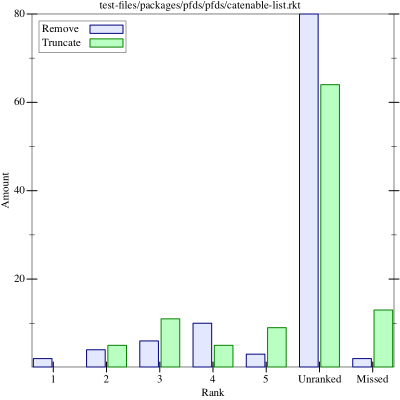 test-files/packages/pfds/pfds/catenable-list.rkt
Remove
Truncate
80
60
40
20
Amount
1 2 3 4 5 Unranked Missed
Rank